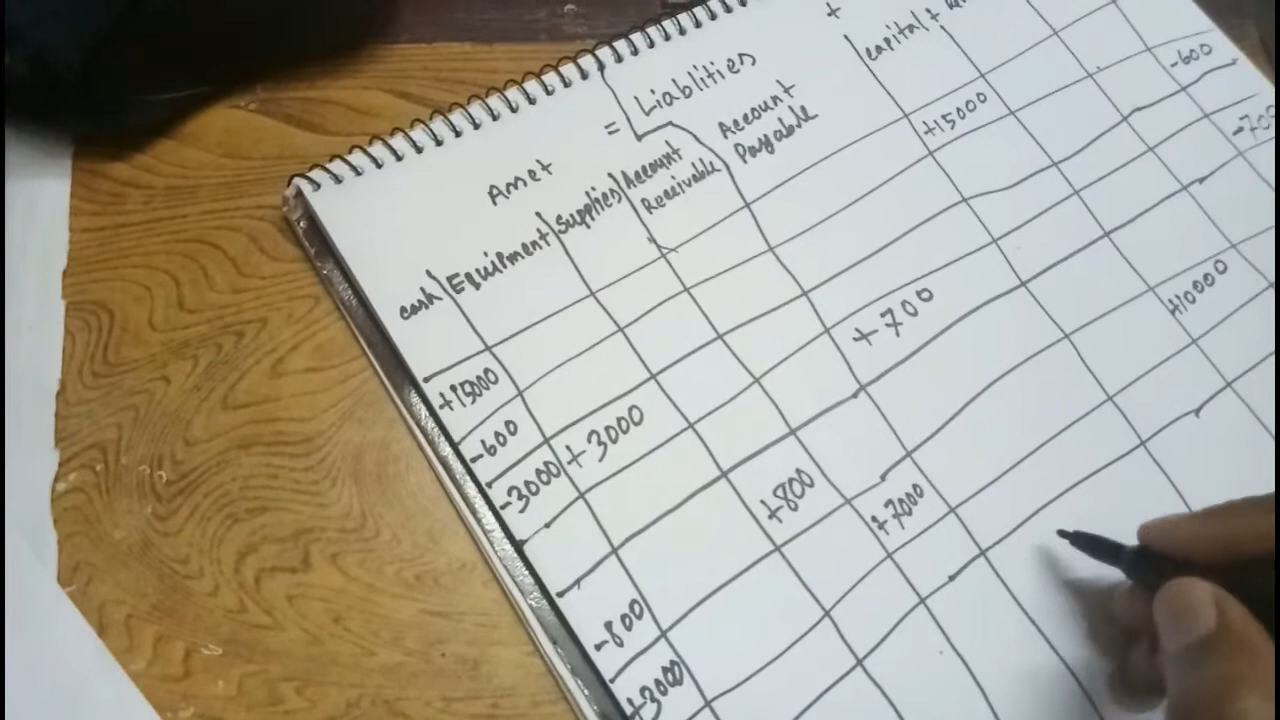 Asset = Liablities + capital +
cash Equipment Supplies Account Receivable Account Payable
+15000 +15000
-600 -600
-3000 +3000
+700
-800 +800
+3000 +7000 +10000